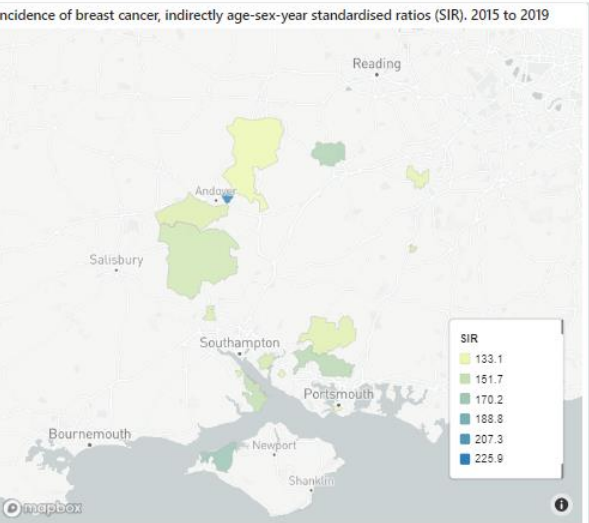 ncidence of breast cancer, indirectly age-sex-year standardised ratios (SIR). 2015 to 2019
Reading
Andover
Salisbury
Southampton
Portsmouth
Bournemouth
Newport
Shanklin
SIR
133.1
151.7
170.2
188.8
207.3
225.9
mapbox
i